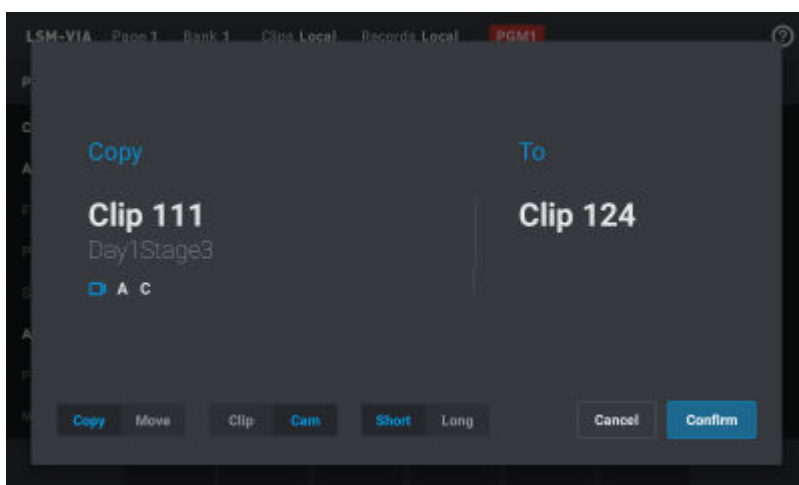 LSM-VIA Page 1 Bank 1 Clips Local Records Local PGM1 ?
P
C
A
F
P
S
A
P
M
Copy To
Clip 111 Clip 124
Day1Stage3
A C
Copy Move Clip Cam Short Long Cancel Confirm